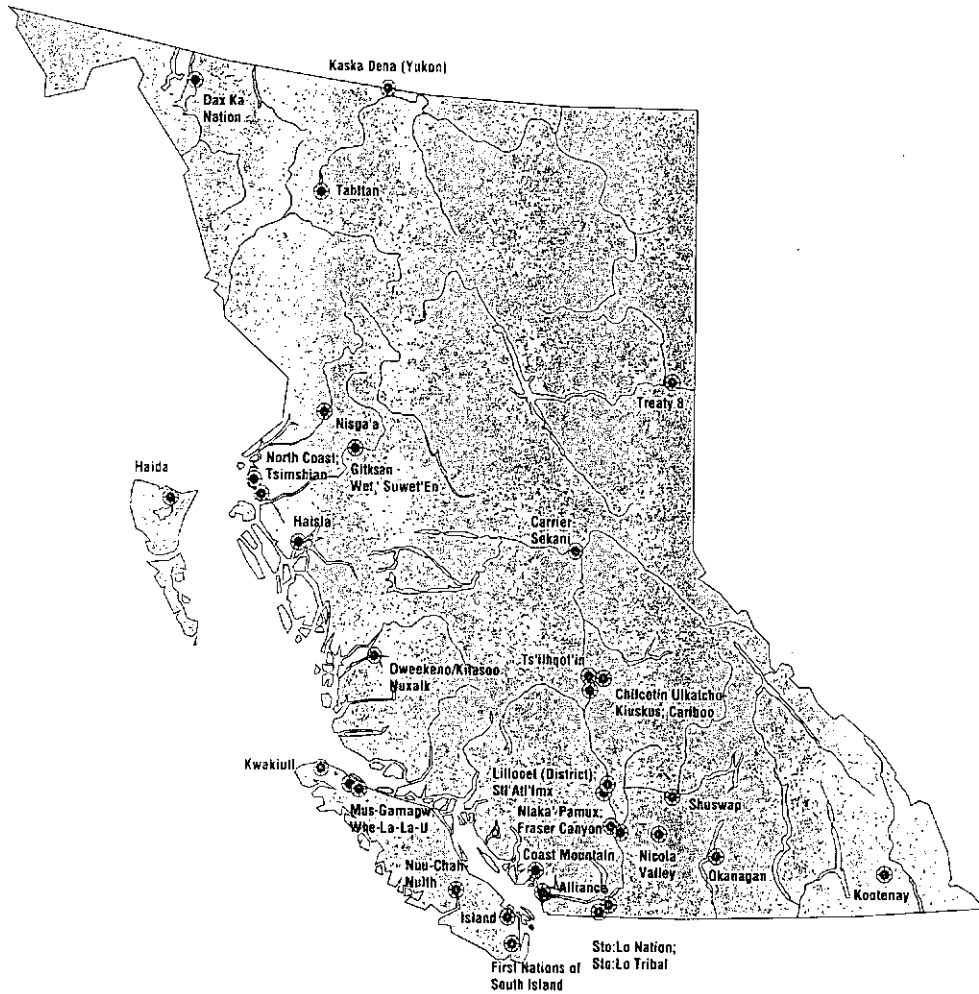 Kaska Dena (Yukon)
Dax Ka
Nation
Tahltan
Treaty 8
Nisga'a
North Coast;
Tsimshian
Gitksan
Wet,' Suwet'En
Haida
Haisla
Carrier
Sekani
Oweekeno/Kitasoo
Nuxalk
Ts'ilhqot'in
Chilcotin Ulkatcho-
Kluskus; Cariboo
Kwakiutl
Mus-Gamagw;
Whe-La-La-U
Lillooet (District);
Stl'Atl'Imx
Nlaka'-Pamux;
Fraser Canyon
Shuswap
Nicola
Valley
Okanagan
Kootenay
Coast Mountain
Alliance
Nuu-Chah
Nulth
Island
First Nations of
South Island
Sto:Lo Nation;
Sto:Lo Tribal